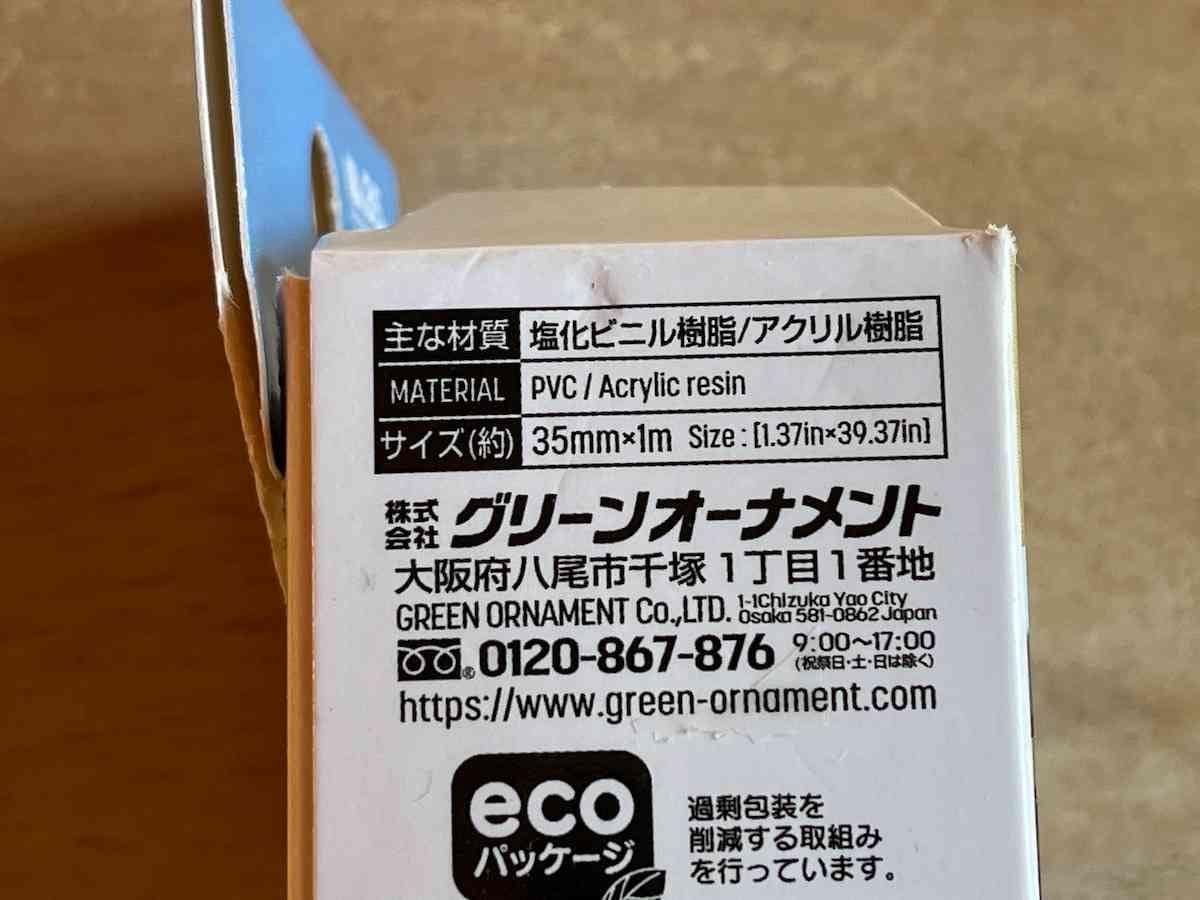 主な材質 塩化ビニル樹脂/アクリル樹脂
MATERIAL PVC / Acrylic resin
サイズ(約) 35mm×1m Size : [1.37in×39.37in]
株式会社 グリーンオーナメント
大阪府八尾市千塚1丁目1番地
GREEN ORNAMENT Co.,LTD. 1-1Chizuka Yao City
Osaka 581-0862 Japan
0120-867-876 9:00〜17:00
(祝祭日・土・日は除く)
https://www.green-ornament.com
eco
パッケージ
過剰包装を
削減する取組み
を行っています。